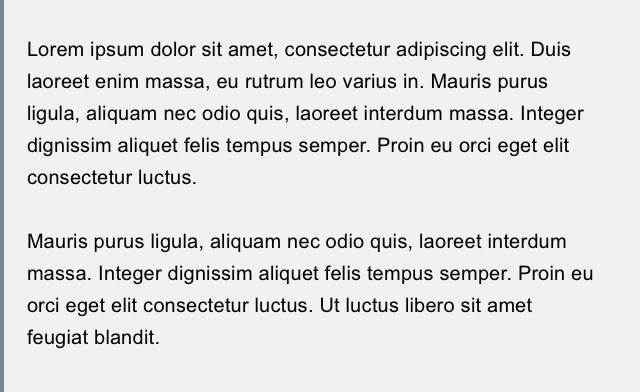 Lorem ipsum dolor sit amet, consectetur adipiscing elit. Duis
laoreet enim massa, eu rutrum leo varius in. Mauris purus
ligula, aliquam nec odio quis, laoreet interdum massa. Integer
dignissim aliquet felis tempus semper. Proin eu orci eget elit
consectetur luctus.
Mauris purus ligula, aliquam nec odio quis, laoreet interdum
massa. Integer dignissim aliquet felis tempus semper. Proin eu
orci eget elit consectetur luctus. Ut luctus libero sit amet
feugiat blandit.